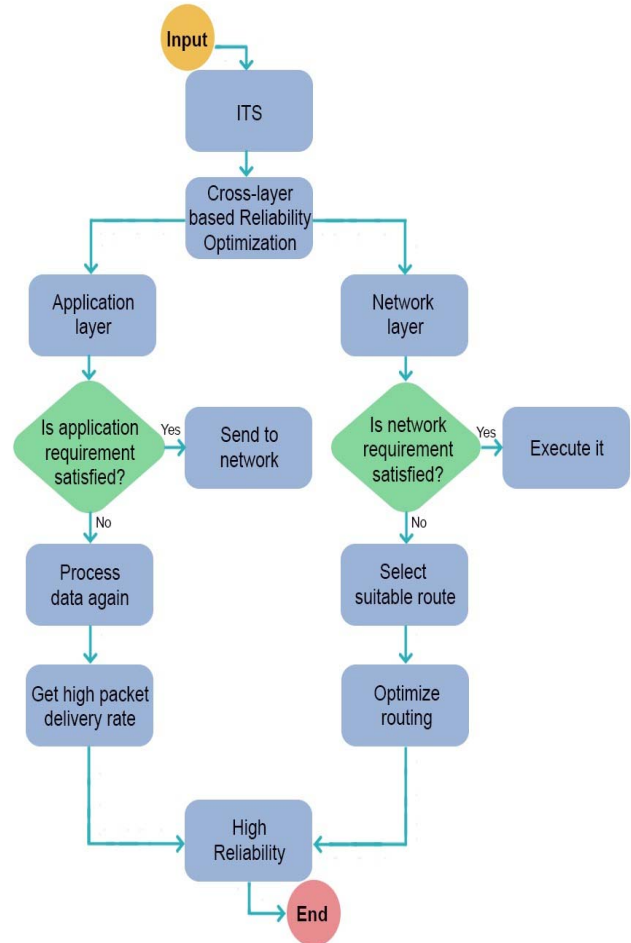 Input
ITS
Cross-layer
based Reliability
Optimization
Application
layer
Network
layer
Is application
requirement
satisfied?
Yes
Send to
network
Is network
requirement
satisfied?
Yes
Execute it
No
No
Process
data again
Select
suitable route
Get high packet
delivery rate
Optimize
routing
High
Reliability
End